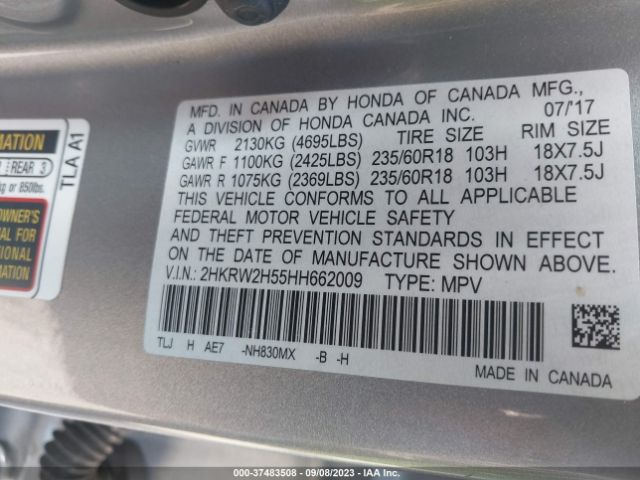 MATION
REAR 3
kg or 850lbs.
TLA A1
OWNER'S
AL FOR
TIONAL
MATION
MFD. IN CANADA BY HONDA OF CANADA MFG.,
A DIVISION OF HONDA CANADA INC. 07/'17
GVWR 2130KG (4695LBS) TIRE SIZE RIM SIZE
GAWR F 1100KG (2425LBS) 235/60R18 103H 18X7.5J
GAWR R 1075KG (2369LBS) 235/60R18 103H 18X7.5J
THIS VEHICLE CONFORMS TO ALL APPLICABLE
FEDERAL MOTOR VEHICLE SAFETY
AND THEFT PREVENTION STANDARDS IN EFFECT
ON THE DATE OF MANUFACTURE SHOWN ABOVE.
V.I.N.: 2HKRW2H55HH662009 TYPE: MPV
TLJ H AE7 -NH830MX -B -H
MADE IN CANADA
000-37483508 - 09/08/2023 - IAA Inc.